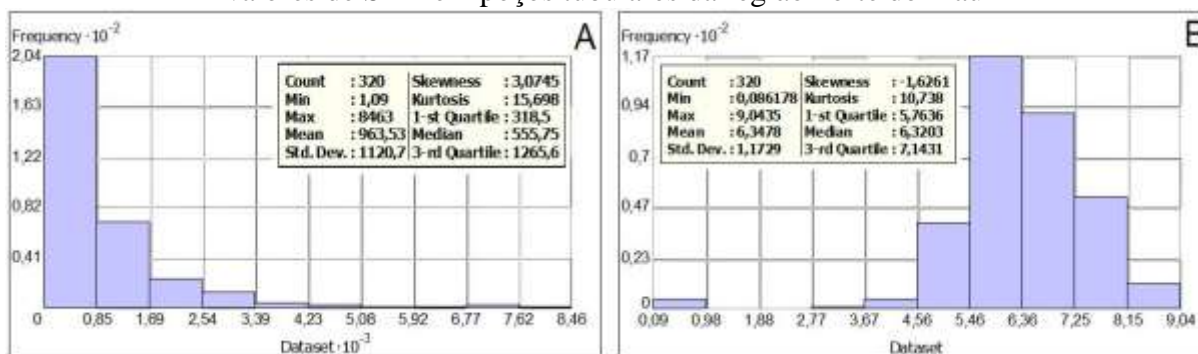 Frequency · 10⁻²
A
2,04
1,63
1,22
0,82
0,41
0
Count : 320 Skewness : 3,0745
Min : 1,09 Kurtosis : 15,698
Max : 8463 1-st Quartile : 318,5
Mean : 963,53 Median : 555,75
Std. Dev. : 1120,7 3-rd Quartile : 1265,6
0,85 1,69 2,54 3,39 4,23 5,08 5,92 6,77 7,62 8,46
Dataset · 10⁻³
Frequency · 10⁻²
1,17
0,94
0,7
0,47
0,23
0
Count : 320 Skewness : -1,6261
Min : 0,086178 Kurtosis : 10,738
Max : 9,0435 1-st Quartile : 5,7636
Mean : 6,3478 Median : 6,3203
Std. Dev. : 1,1729 3-rd Quartile : 7,1431
0,09 0,98 1,88 2,77 3,67 4,56 5,46 6,36 7,25 8,15 9,04
Dataset